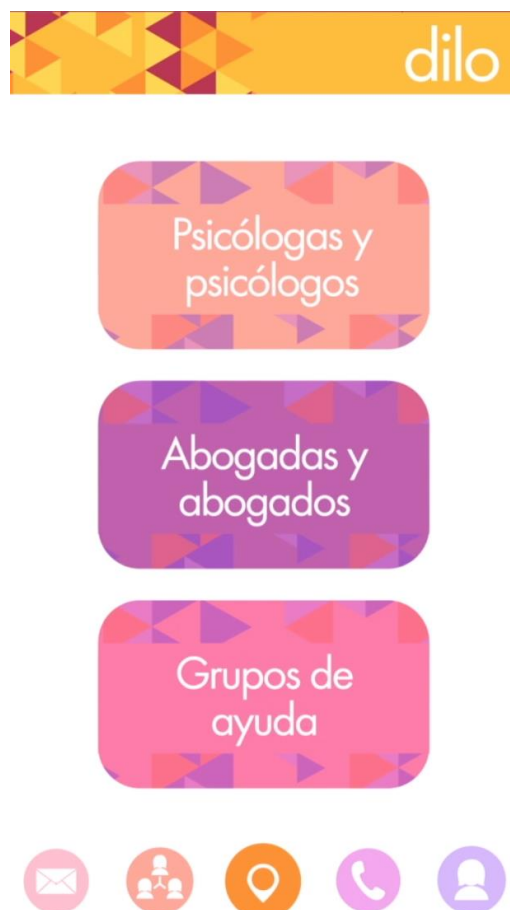 dilo
Psicólogas y
psicólogos
Abogadas y
abogados
Grupos de
ayuda